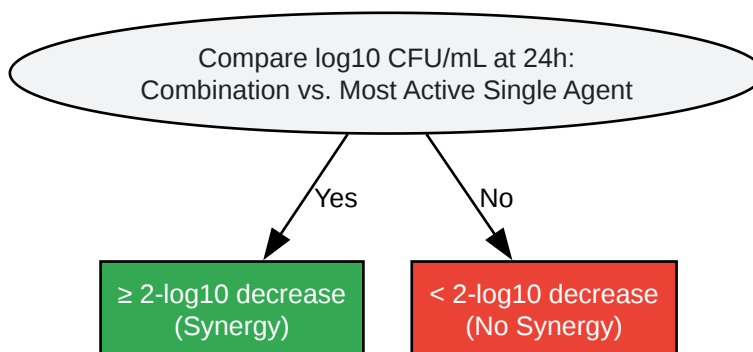 Compare log10 CFU/mL at 24h:
Combination vs. Most Active Single Agent
Yes
No
≥ 2-log10 decrease
(Synergy)
< 2-log10 decrease
(No Synergy)